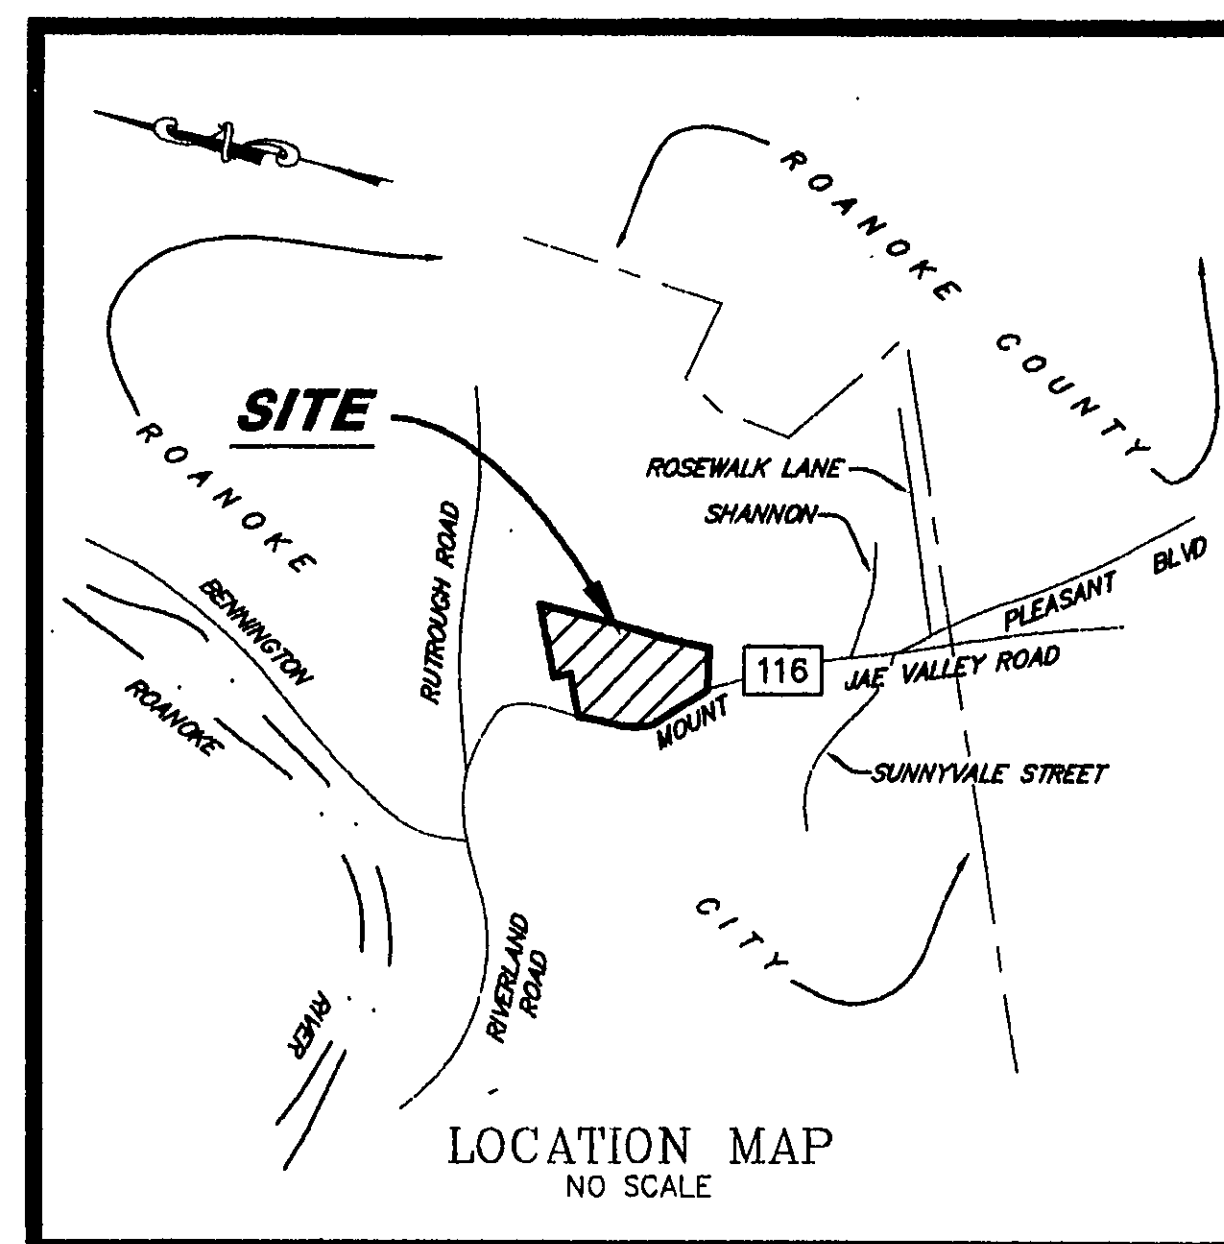 ROANOKE COUNTY
SITE
ROANOKE
ROSEWALK LANE
SHANNON
RUTROUGH ROAD
BENNINGTON
PLEASANT BLVD
116
JAE VALLEY ROAD
MOUNT
ROANOKE
SUNNYVALE STREET
CITY
RIVERLAND
ROAD
RIVER
LOCATION MAP
NO SCALE